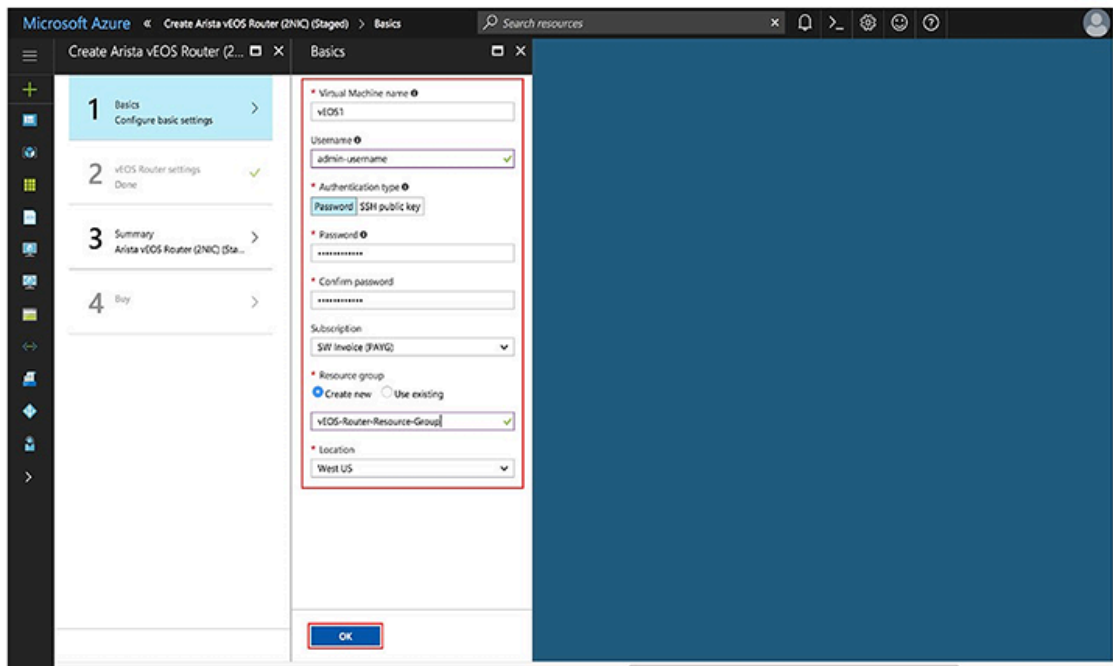 Microsoft Azure « Create Arista vEOS Router (2NIC) (Staged) > Basics
Search resources
Create Arista vEOS Router (2...
Basics
1
Basics
Configure basic settings
2
vEOS Router settings
Done
3
Summary
Arista vEOS Router (2NIC) (Sta...
4
Buy
* Virtual Machine name
vEOS1
Username
admin-username
* Authentication type
Password SSH public key
* Password
* Confirm password
Subscription
SW Invoice (PAYG)
* Resource group
Create new Use existing
vEOS-Router-Resource-Group
* Location
West US
OK